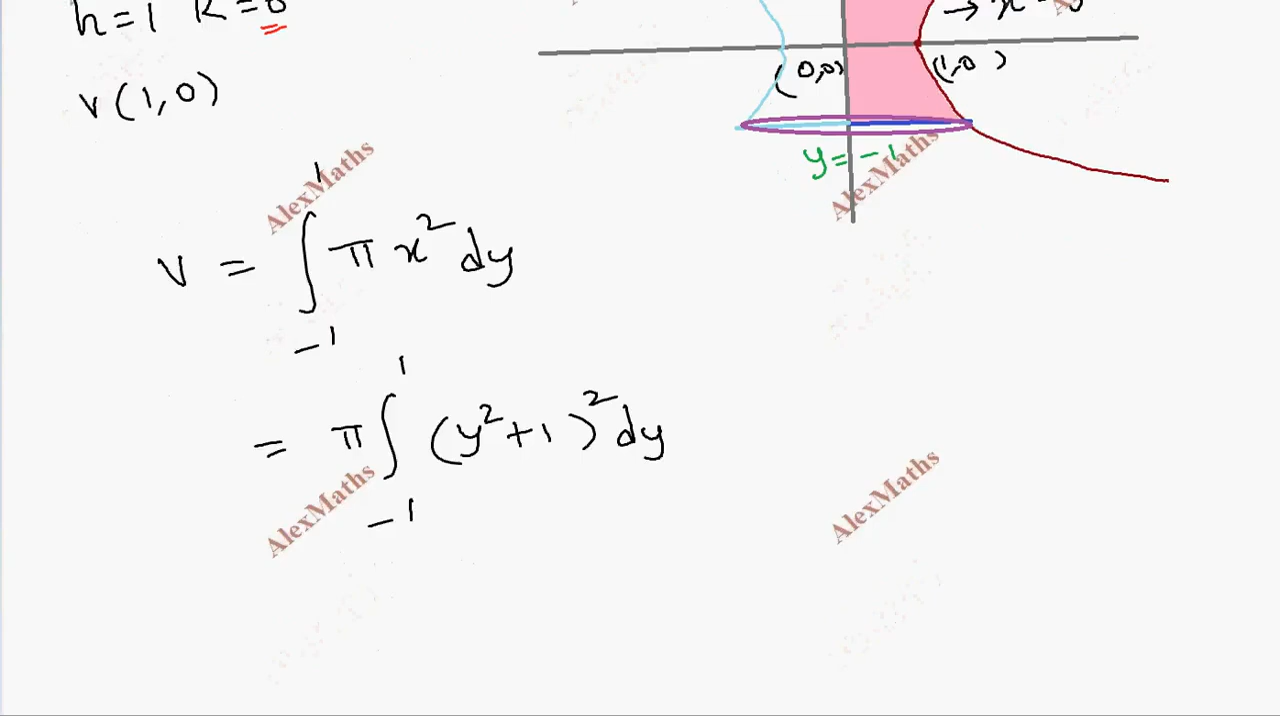 h=1 k=0
v(1,0)
→ x
(0,0)
(1,0)
y=-1
V = ∫_{-1}^{1} π x² dy
= π ∫_{-1}^{1} (y²+1)² dy
AlexMaths
AlexMaths
AlexMaths
AlexMaths